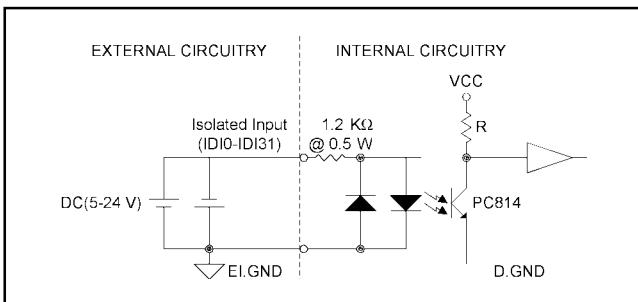 EXTERNAL CIRCUITRY
INTERNAL CIRCUITRY
VCC
R
Isolated Input
(IDI0-IDI31)
1.2 KΩ
@ 0.5 W
DC(5-24 V)
PC814
EI.GND
D.GND